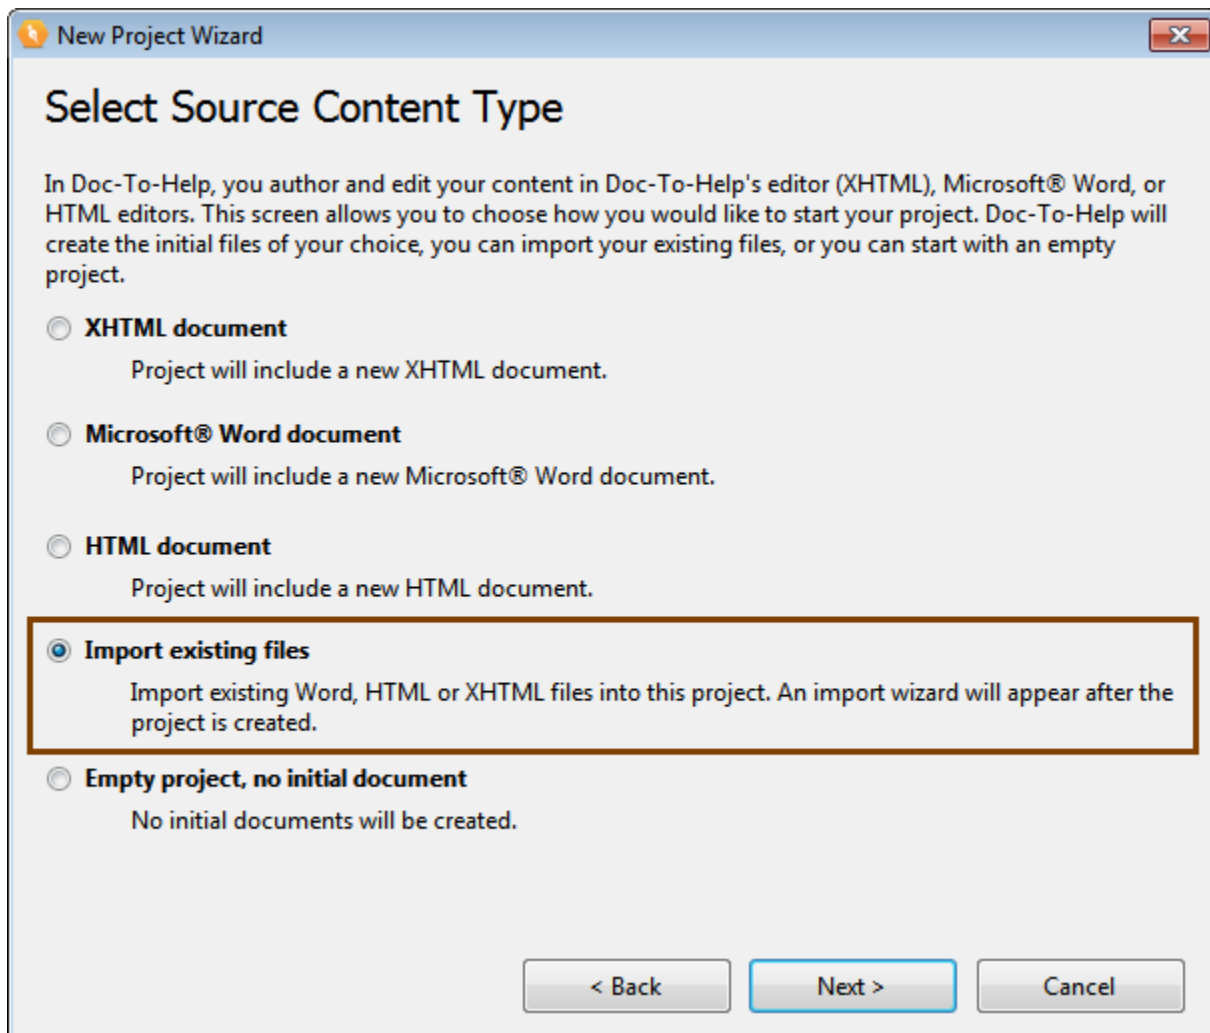 New Project Wizard
Select Source Content Type
In Doc-To-Help, you author and edit your content in Doc-To-Help's editor (XHTML), Microsoft® Word, or
HTML editors. This screen allows you to choose how you would like to start your project. Doc-To-Help will
create the initial files of your choice, you can import your existing files, or you can start with an empty
project.
XHTML document
Project will include a new XHTML document.
Microsoft® Word document
Project will include a new Microsoft® Word document.
HTML document
Project will include a new HTML document.
Import existing files
Import existing Word, HTML or XHTML files into this project. An import wizard will appear after the
project is created.
Empty project, no initial document
No initial documents will be created.
< Back Next > Cancel